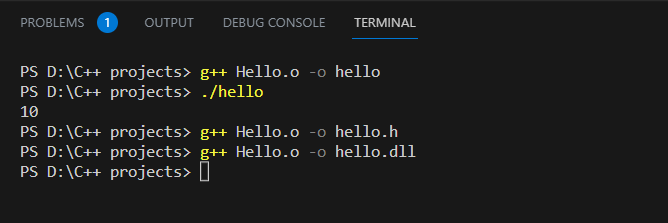 PROBLEMS 1 OUTPUT DEBUG CONSOLE TERMINAL
PS D:\C++ projects> g++ Hello.o -o hello
PS D:\C++ projects> ./hello
10
PS D:\C++ projects> g++ Hello.o -o hello.h
PS D:\C++ projects> g++ Hello.o -o hello.dll
PS D:\C++ projects>